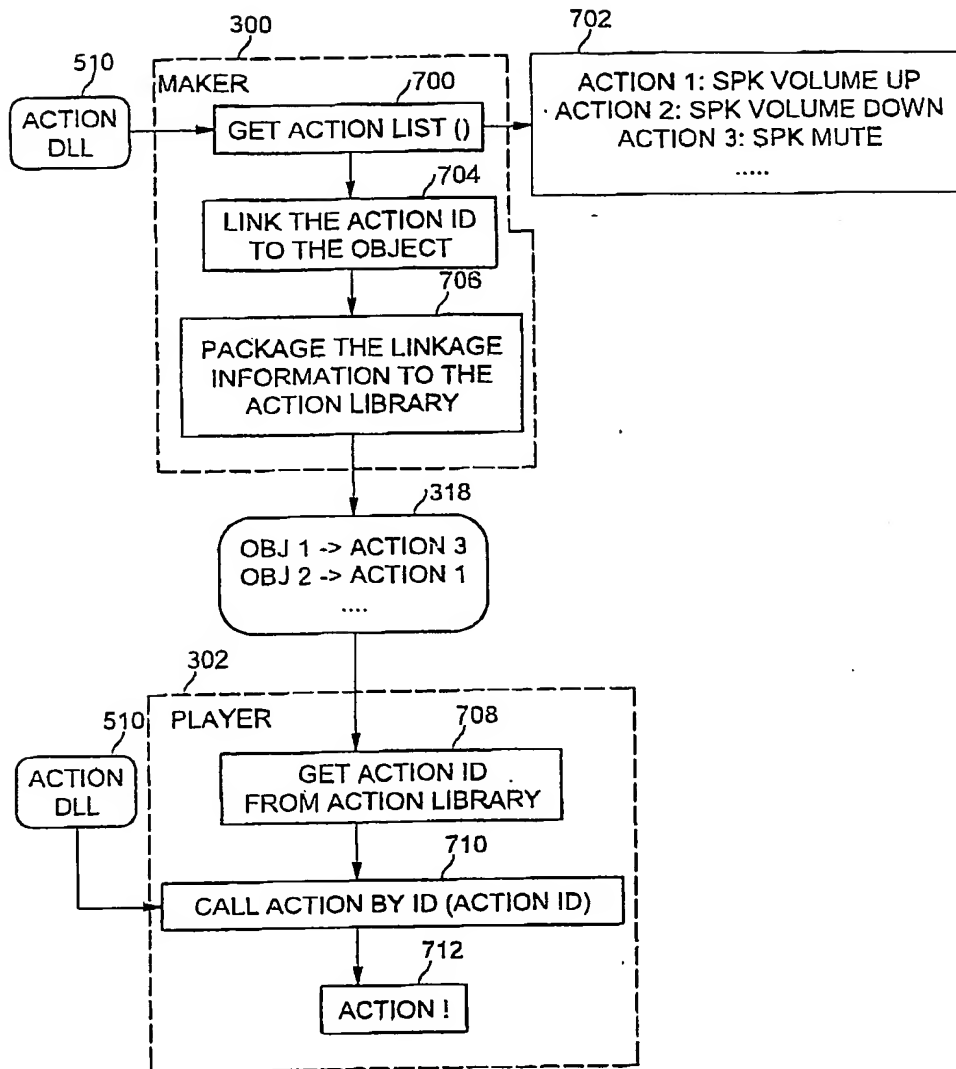 300
702
510
MAKER
700
ACTION
DLL
GET ACTION LIST ()
ACTION 1: SPK VOLUME UP
ACTION 2: SPK VOLUME DOWN
ACTION 3: SPK MUTE
.....
704
LINK THE ACTION ID
TO THE OBJECT
706
PACKAGE THE LINKAGE
INFORMATION TO THE
ACTION LIBRARY
318
OBJ 1 -> ACTION 3
OBJ 2 -> ACTION 1
....
302
510
PLAYER
708
ACTION
DLL
GET ACTION ID
FROM ACTION LIBRARY
710
CALL ACTION BY ID (ACTION ID)
712
ACTION !